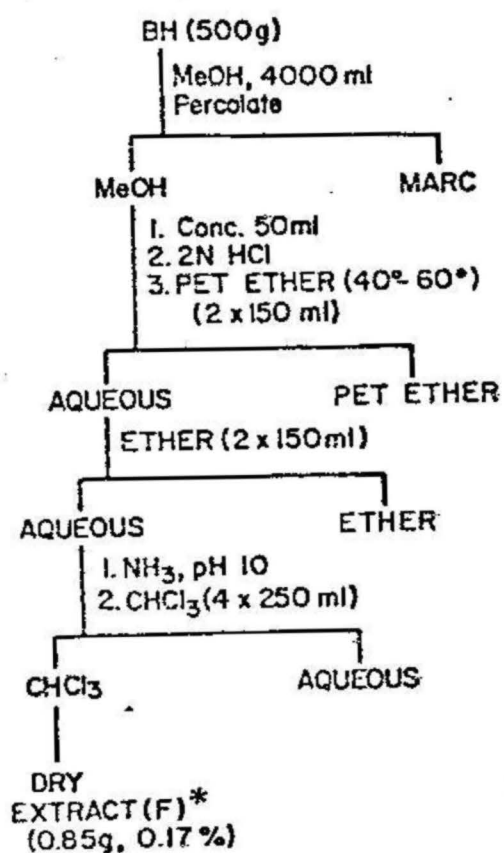 BH (500g)
MeOH, 4000 ml
Percolate
MeOH MARC
1. Conc. 50ml
2. 2N HCl
3. PET ETHER (40°-60°)
(2 x 150 ml)
AQUEOUS PET ETHER
ETHER (2 x 150ml)
AQUEOUS ETHER
1. NH₃, pH 10
2. CHCl₃ (4 x 250 ml)
CHCl₃ AQUEOUS
DRY
EXTRACT (F)*
(0.85g, 0.17%)